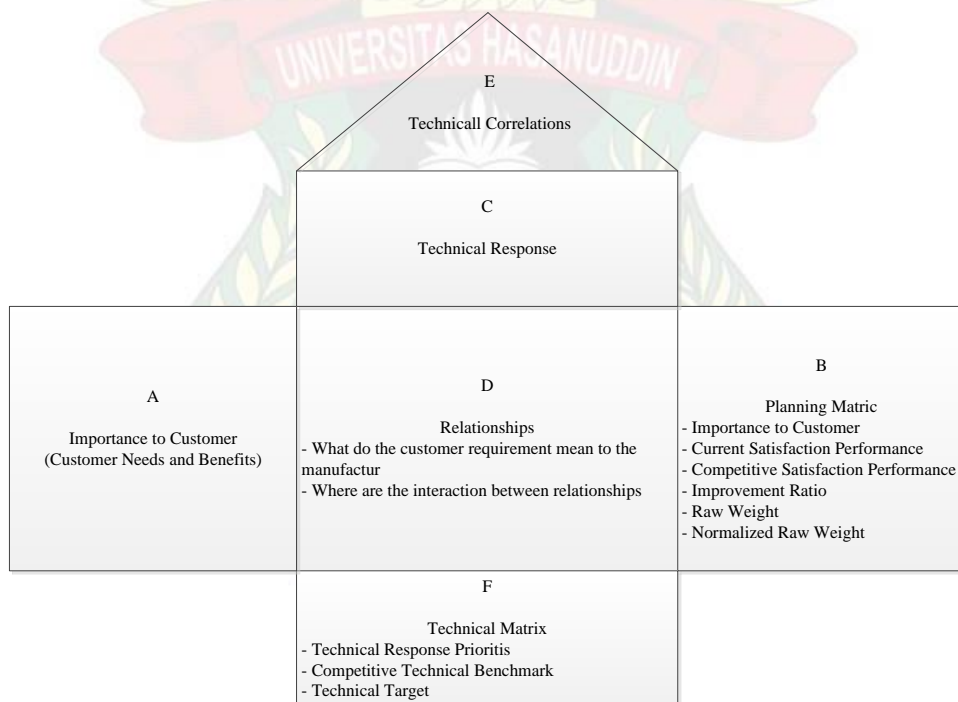 UNIVERSITAS HASANUDDIN
E
Technicall Correlations
C
Technical Response
A
Importance to Customer
(Customer Needs and Benefits)
D
Relationships
- What do the customer requirement mean to the
manufactur
- Where are the interaction between relationships
B
Planning Matric
- Importance to Customer
- Current Satisfaction Performance
- Competitive Satisfaction Performance
- Improvement Ratio
- Raw Weight
- Normalized Raw Weight
F
Technical Matrix
- Technical Response Prioritis
- Competitive Technical Benchmark
- Technical Target